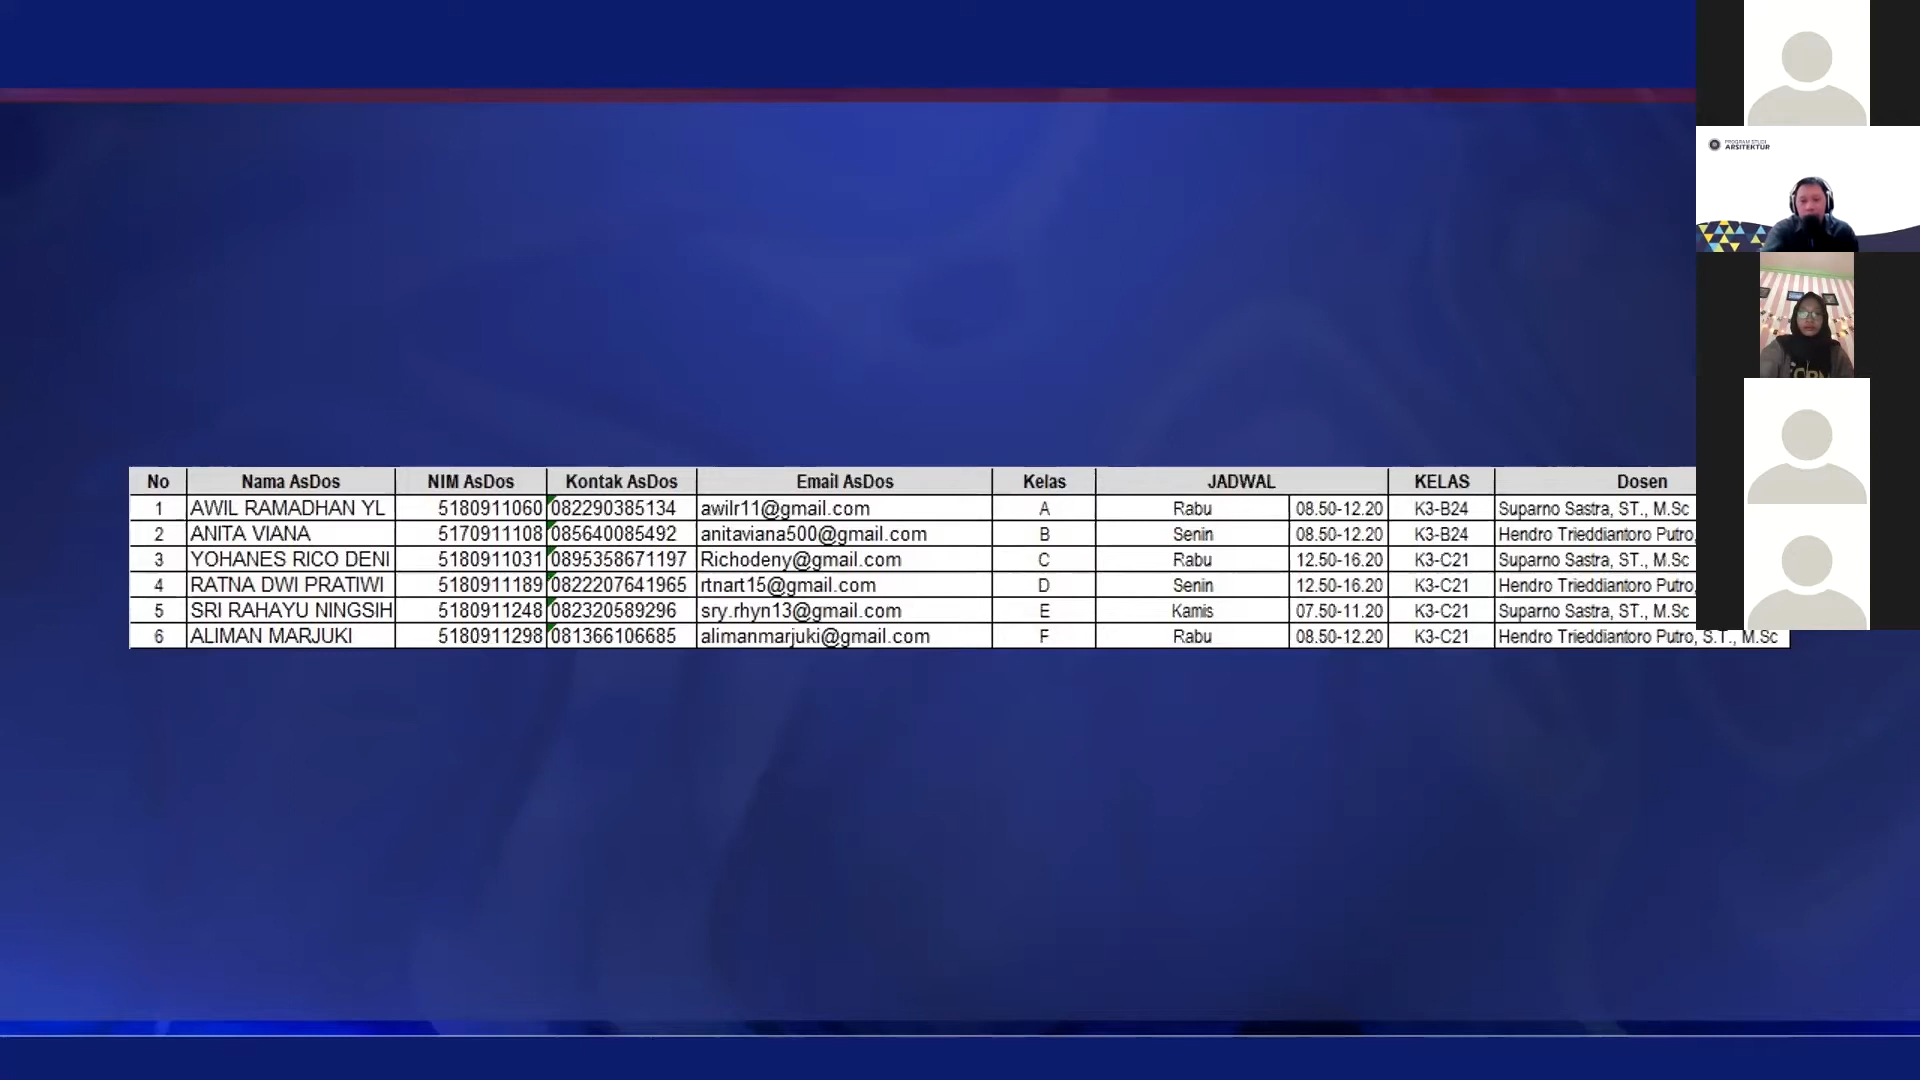 PROGRAM STUDI
ARSITEKTUR
No Nama AsDos NIM AsDos Kontak AsDos Email AsDos Kelas JADWAL KELAS Dosen
1 AWIL RAMADHAN YL 5180911060 082290385134 awilr11@gmail.com A Rabu 08.50-12.20 K3-B24 Suparno Sastra, ST., M.Sc
2 ANITA VIANA 5170911108 085640085492 anitaviana500@gmail.com B Senin 08.50-12.20 K3-B24 Hendro Trieddiantoro Putro,
3 YOHANES RICO DENI 5180911031 0895358671197 Richodeny@gmail.com C Rabu 12.50-16.20 K3-C21 Suparno Sastra, ST., M.Sc
4 RATNA DWI PRATIWI 5180911189 0822207641965 rtnart15@gmail.com D Senin 12.50-16.20 K3-C21 Hendro Trieddiantoro Putro,
5 SRI RAHAYU NINGSIH 5180911248 082320589296 sry.rhyn13@gmail.com E Kamis 07.50-11.20 K3-C21 Suparno Sastra, ST., M.Sc
6 ALIMAN MARJUKI 5180911298 081366106685 alimanmarjuki@gmail.com F Rabu 08.50-12.20 K3-C21 Hendro Trieddiantoro Putro, S.T., M.Sc